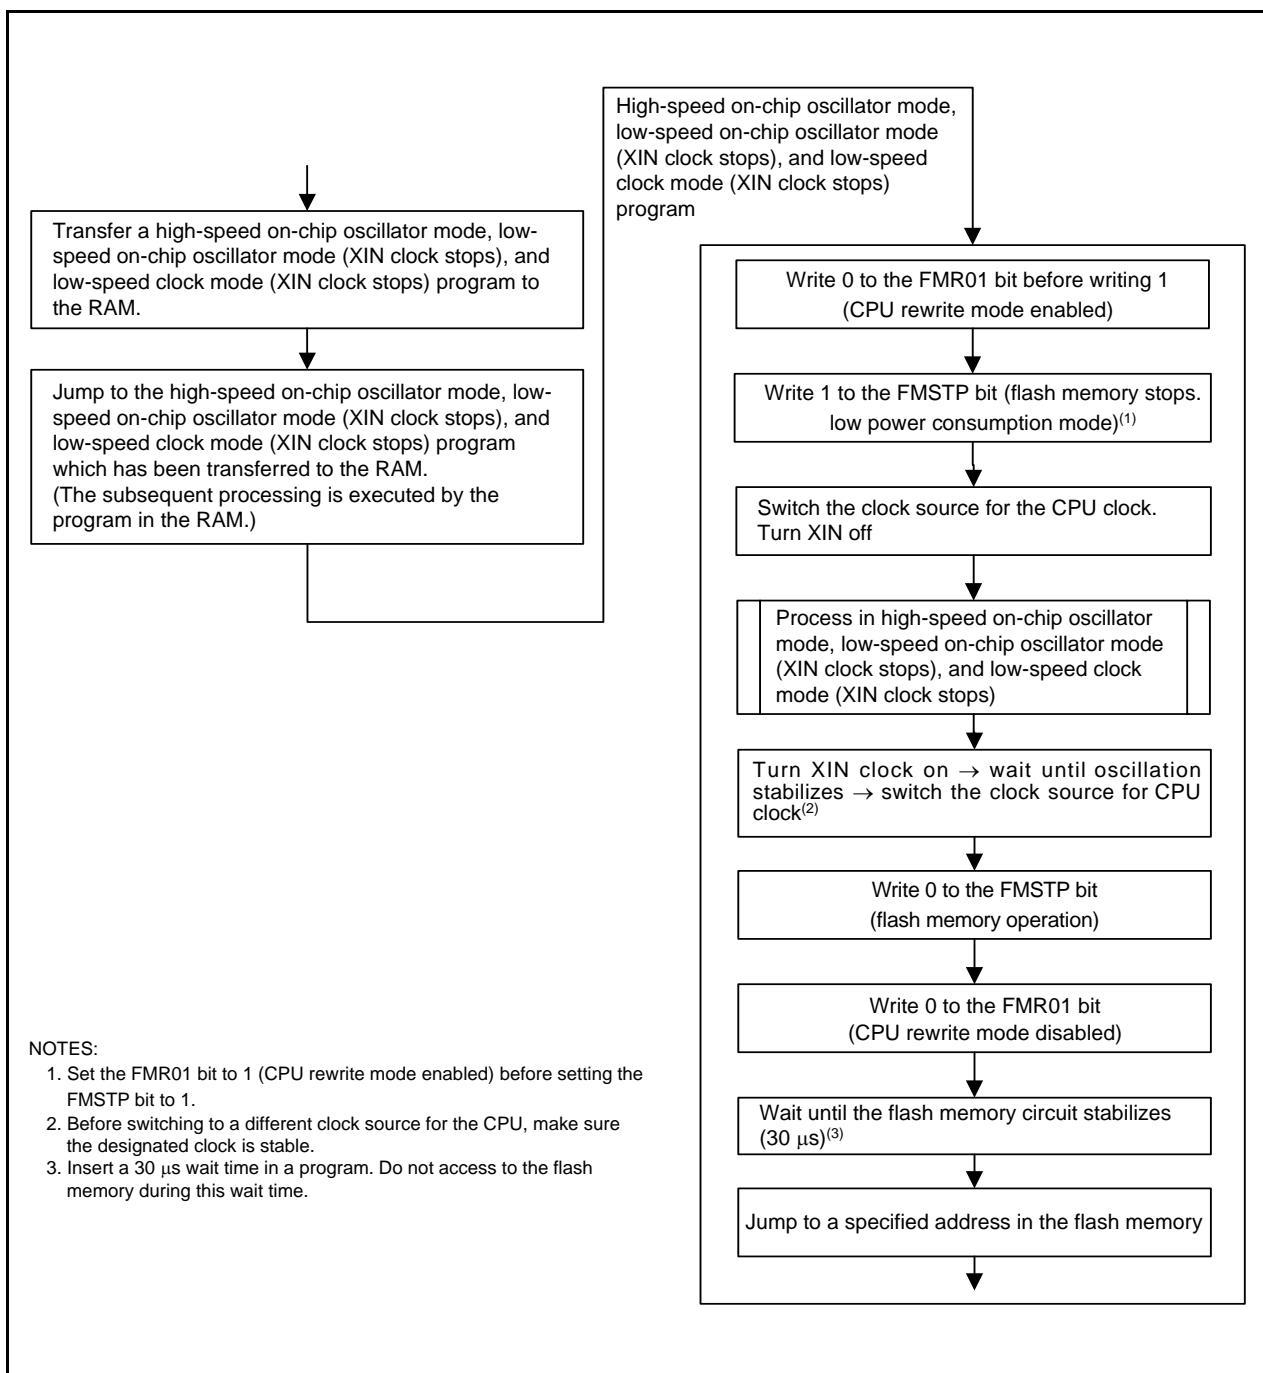 Transfer a high-speed on-chip oscillator mode, low-
speed on-chip oscillator mode (XIN clock stops), and
low-speed clock mode (XIN clock stops) program to
the RAM.
Jump to the high-speed on-chip oscillator mode, low-
speed on-chip oscillator mode (XIN clock stops), and
low-speed clock mode (XIN clock stops) program
which has been transferred to the RAM.
(The subsequent processing is executed by the
program in the RAM.)
High-speed on-chip oscillator mode,
low-speed on-chip oscillator mode
(XIN clock stops), and low-speed
clock mode (XIN clock stops)
program
Write 0 to the FMR01 bit before writing 1
(CPU rewrite mode enabled)
Write 1 to the FMSTP bit (flash memory stops.
low power consumption mode)(1)
Switch the clock source for the CPU clock.
Turn XIN off
Process in high-speed on-chip oscillator
mode, low-speed on-chip oscillator mode
(XIN clock stops), and low-speed clock
mode (XIN clock stops)
Turn XIN clock on → wait until oscillation
stabilizes → switch the clock source for CPU
clock(2)
Write 0 to the FMSTP bit
(flash memory operation)
Write 0 to the FMR01 bit
(CPU rewrite mode disabled)
Wait until the flash memory circuit stabilizes
(30 μs)(3)
Jump to a specified address in the flash memory
NOTES:
1. Set the FMR01 bit to 1 (CPU rewrite mode enabled) before setting the
FMSTP bit to 1.
2. Before switching to a different clock source for the CPU, make sure
the designated clock is stable.
3. Insert a 30 μs wait time in a program. Do not access to the flash
memory during this wait time.